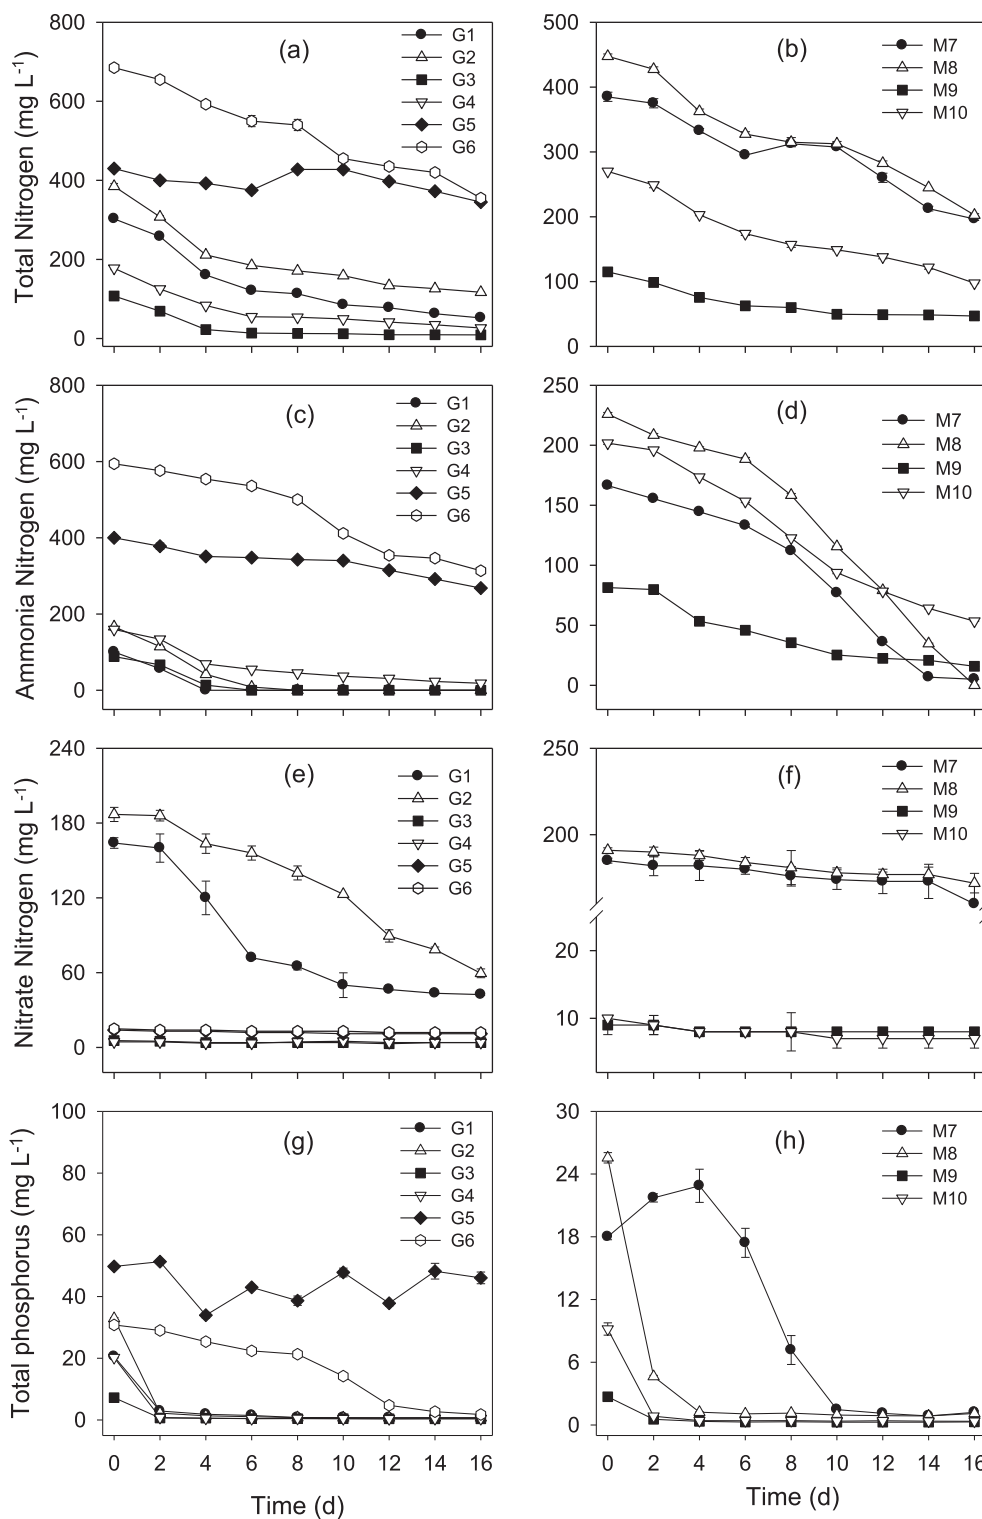 800
600
400
200
0
Total Nitrogen (mg L-1)
(a)
G1
G2
G3
G4
G5
G6
500
400
300
200
100
0
(b)
M7
M8
M9
M10
800
600
400
200
0
Ammonia Nitrogen (mg L-1)
(c)
G1
G2
G3
G4
G5
G6
250
200
150
100
50
0
(d)
M7
M8
M9
M10
240
180
120
60
0
Nitrate Nitrogen (mg L-1)
(e)
G1
G2
G3
G4
G5
G6
250
200
20
10
(f)
M7
M8
M9
M10
100
80
60
40
20
0
Total phosphorus (mg L-1)
(g)
G1
G2
G3
G4
G5
G6
0 2 4 6 8 10 12 14 16
Time (d)
30
24
18
12
6
0
(h)
M7
M8
M9
M10
0 2 4 6 8 10 12 14 16
Time (d)